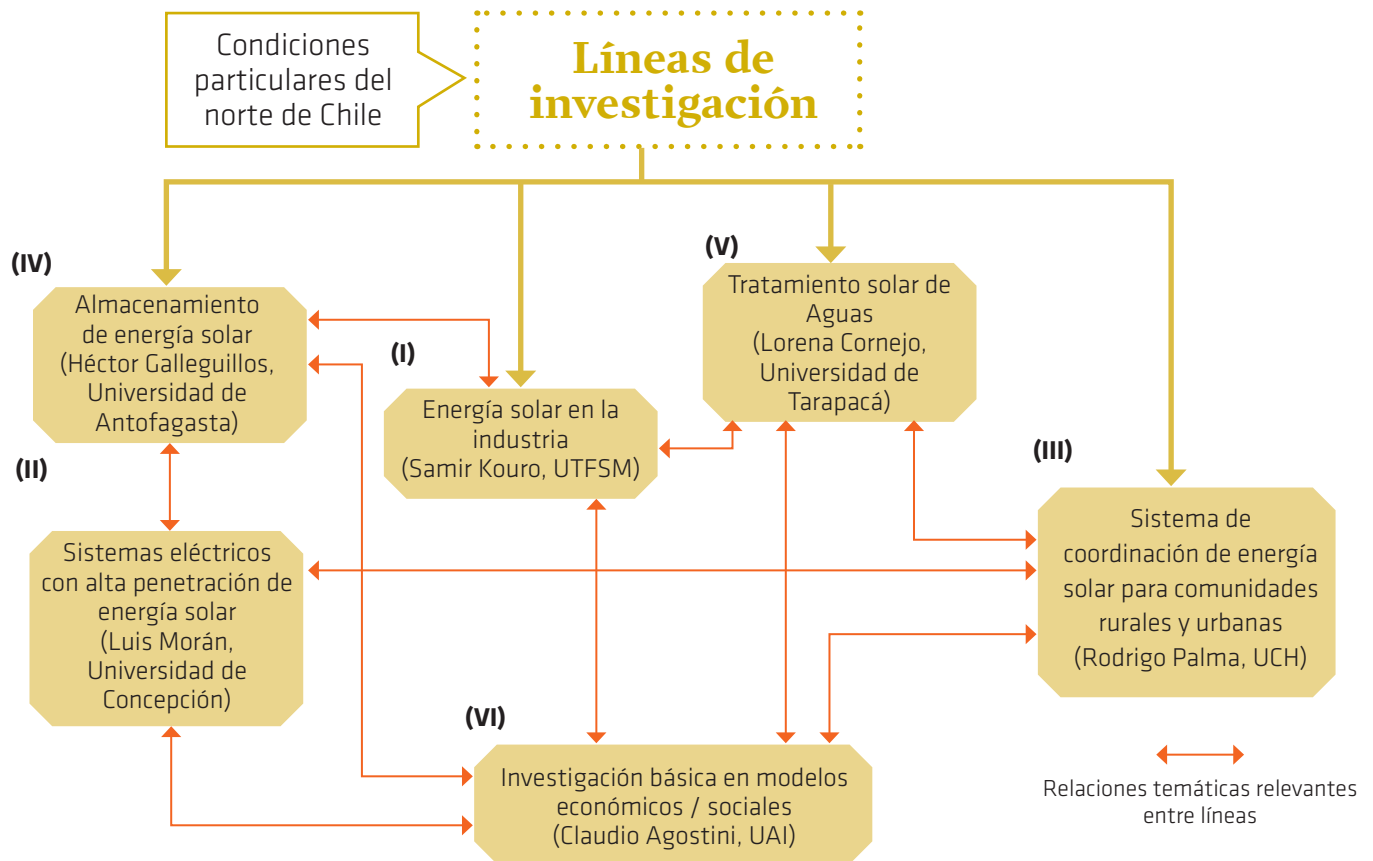 Condiciones
particulares del
norte de Chile
Líneas de
investigación
(IV)
Almacenamiento
de energía solar
(Héctor Galleguillos,
Universidad de
Antofagasta)
(I)
Energía solar en la
industria
(Samir Kouro, UTFSM)
(V)
Tratamiento solar de
Aguas
(Lorena Cornejo,
Universidad de
Tarapacá)
(II)
Sistemas eléctricos
con alta penetración de
energía solar
(Luis Morán,
Universidad de
Concepción)
(III)
Sistema de
coordinación de energía
solar para comunidades
rurales y urbanas
(Rodrigo Palma, UCH)
(VI)
Investigación básica en modelos
económicos / sociales
(Claudio Agostini, UAI)
Relaciones temáticas relevantes
entre líneas